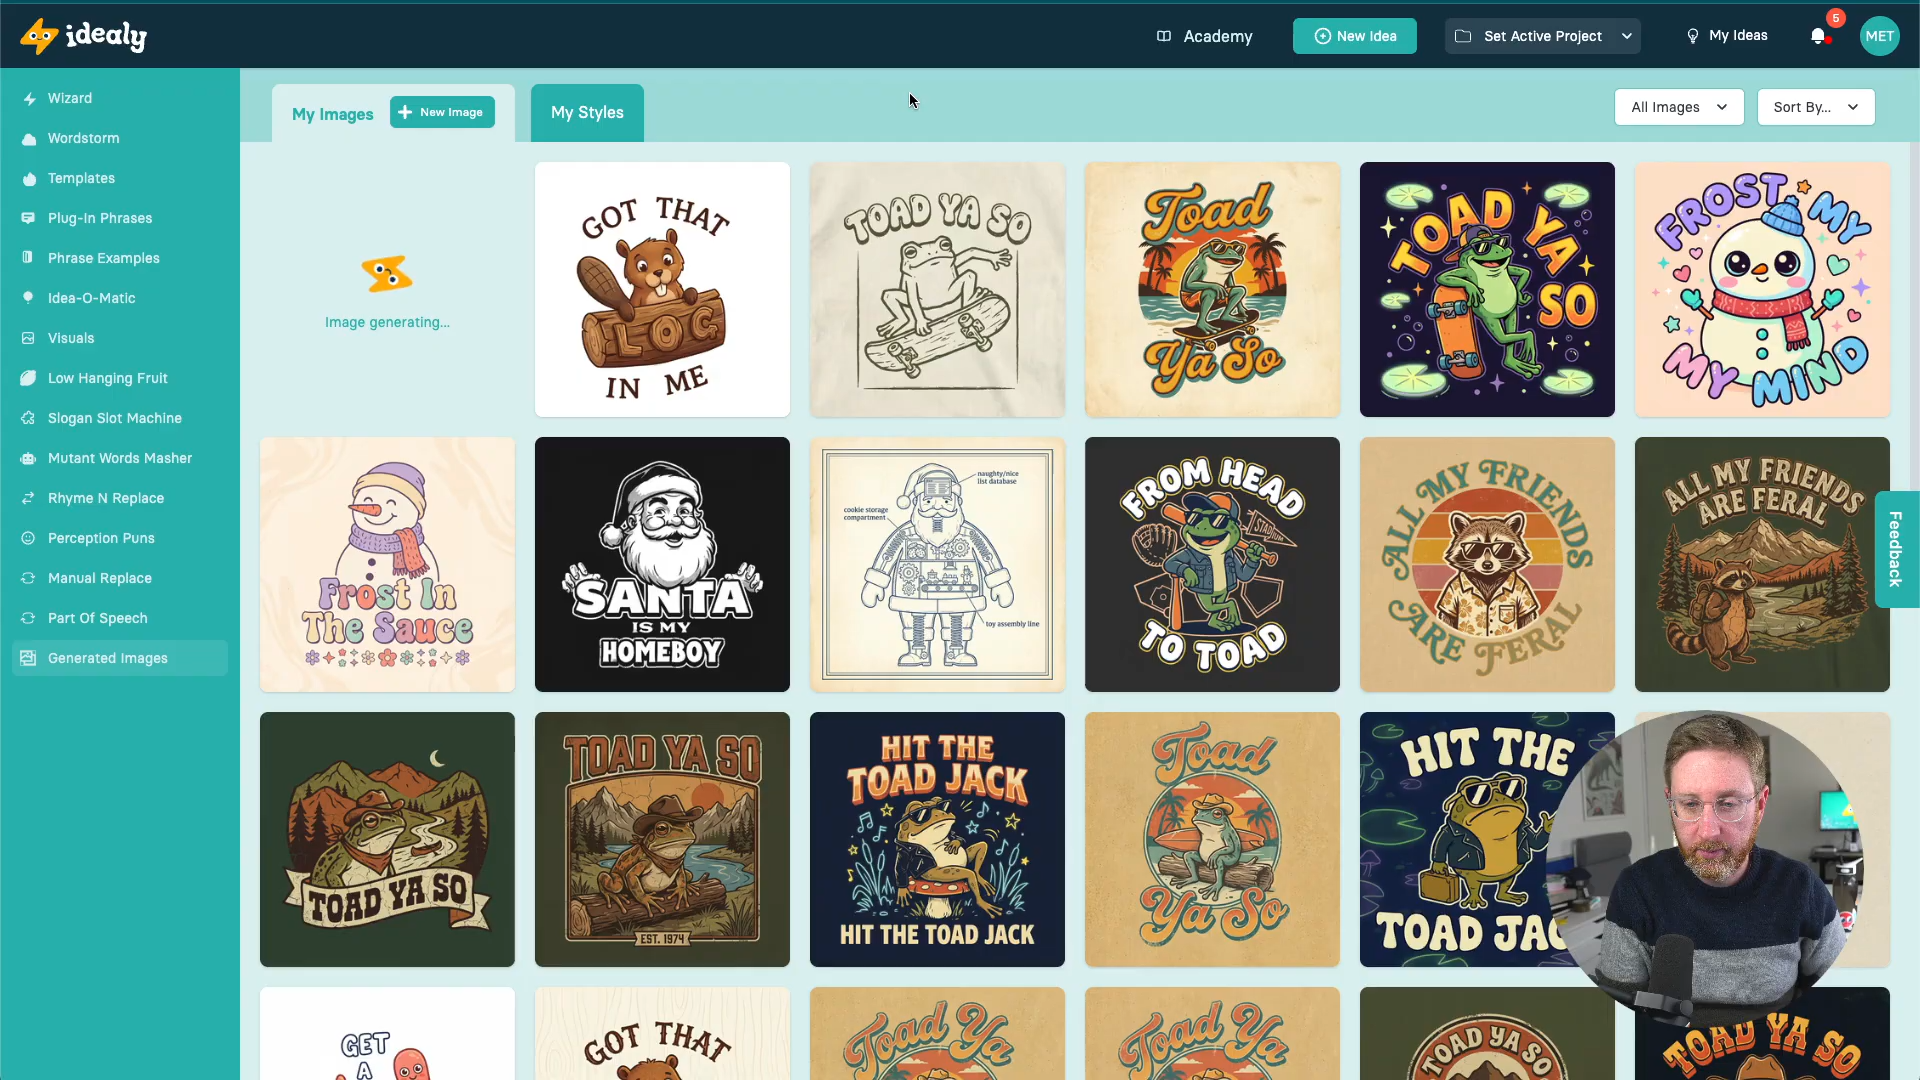 idealy
Academy
New Idea
Set Active Project
My Ideas
5
MET
Wizard
Wordstorm
Templates
Plug-In Phrases
Phrase Examples
Idea-O-Matic
Visuals
Low Hanging Fruit
Slogan Slot Machine
Mutant Words Masher
Rhyme N Replace
Perception Puns
Manual Replace
Part Of Speech
Generated Images
My Images
New Image
My Styles
All Images
Sort By...
Image generating...
GOT THAT
LOG
IN ME
TOAD YA SO
Toad
Ya So
TOAD YA
SO
FROST MY
MY MIND
Frost In
The Sauce
SANTA
IS MY
HOMEBOY
naughty/nice
list database
cookie storage
compartment
toy assembly line
FROM HEAD
STADIUM
TO TOAD
ALL MY FRIENDS
ARE FERAL
ALL MY FRIENDS
ARE FERAL
Feedback
TOAD YA SO
TOAD YA SO
EST. 1974
HIT THE
TOAD JACK
HIT THE TOAD JACK
Toad
Ya So
HIT THE
TOAD JAC
GET
A
GOT THAT
Toad Ya
Toad Ya
TOAD YA SO
TOAD YA SO